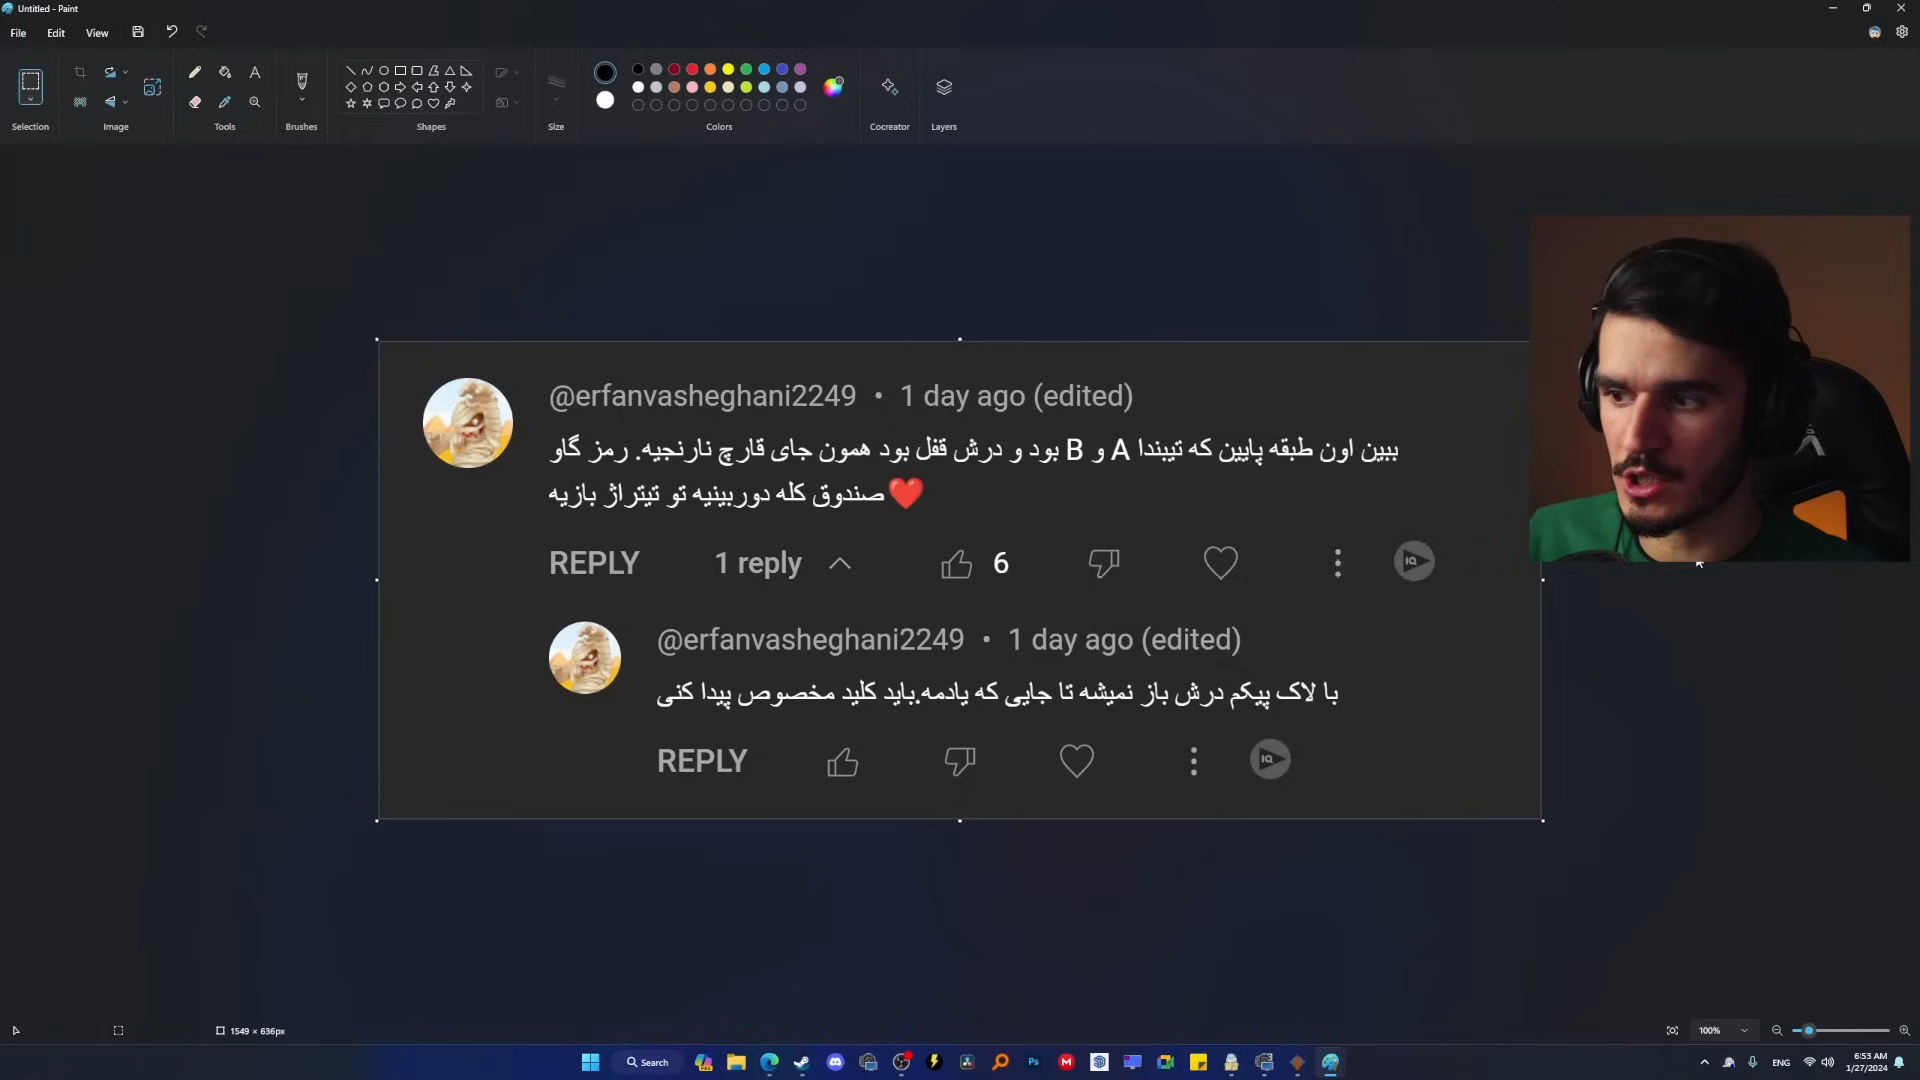 Untitled - Paint
File
Edit
View
Selection
Image
Tools
Brushes
Shapes
Size
Colors
Cocreator
Layers
@erfanvasheghani2249 • 1 day ago (edited)
ببین اون طبقه پایین که تیبندا A و B بود و درش قفل بود همون جای قارچ نارنجیه. رمز گاو
صندوق کله دوربینیه تو تیتراژ بازیه❤️
REPLY 1 reply 6
@erfanvasheghani2249 • 1 day ago (edited)
با لاک پیکم درش باز نمیشه تا جایی که یادمه.باید کلید مخصوص پیدا کنی
REPLY
1549 × 636px
100%
Search
ENG
6:53 AM
1/27/2024